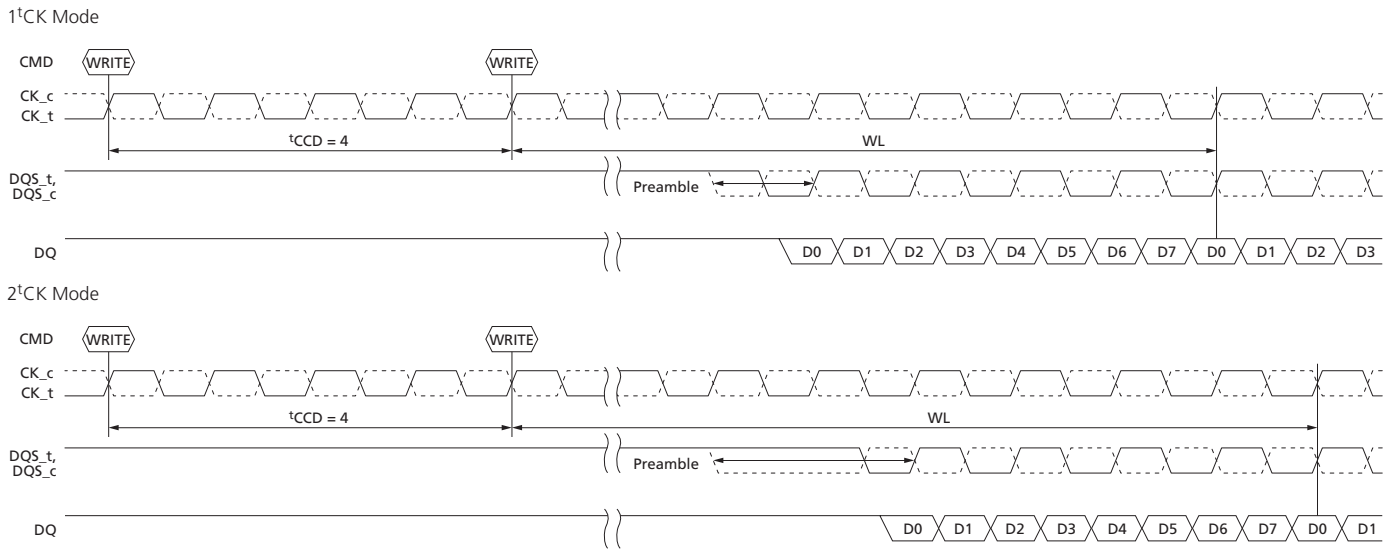 1tCK Mode
CMD WRITE WRITE
CK_c
CK_t
tCCD = 4 WL
DQS_t,
DQS_c
Preamble
DQ D0 D1 D2 D3 D4 D5 D6 D7 D0 D1 D2 D3
2tCK Mode
CMD WRITE WRITE
CK_c
CK_t
tCCD = 4 WL
DQS_t,
DQS_c
Preamble
DQ D0 D1 D2 D3 D4 D5 D6 D7 D0 D1